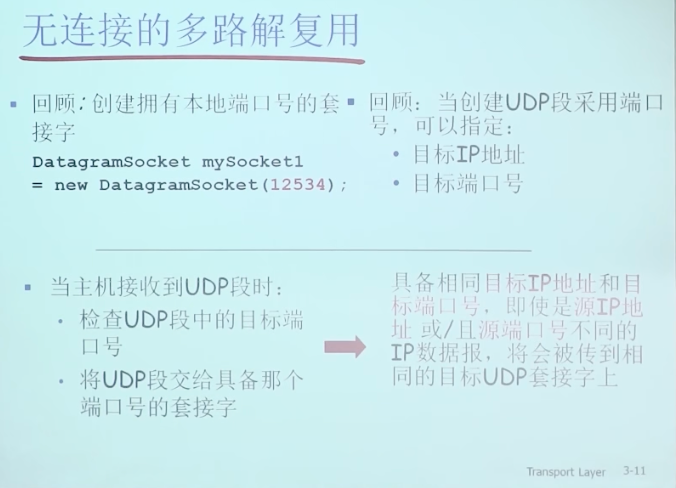 无连接的多路解复用
回顾:创建拥有本地端口号的套
接字
DatagramSocket mySocket1
= new DatagramSocket(12534);
回顾：当创建UDP段采用端口
号，可以指定：
目标IP地址
目标端口号
当主机接收到UDP段时：
检查UDP段中的目标端
口号
将UDP段交给具备那个
端口号的套接字
具备相同目标IP地址和目
标端口号，即使是源IP地
址 或/且源端口号不同的
IP数据报，将会被传到相
同的目标UDP套接字上
Transport Layer 3-11